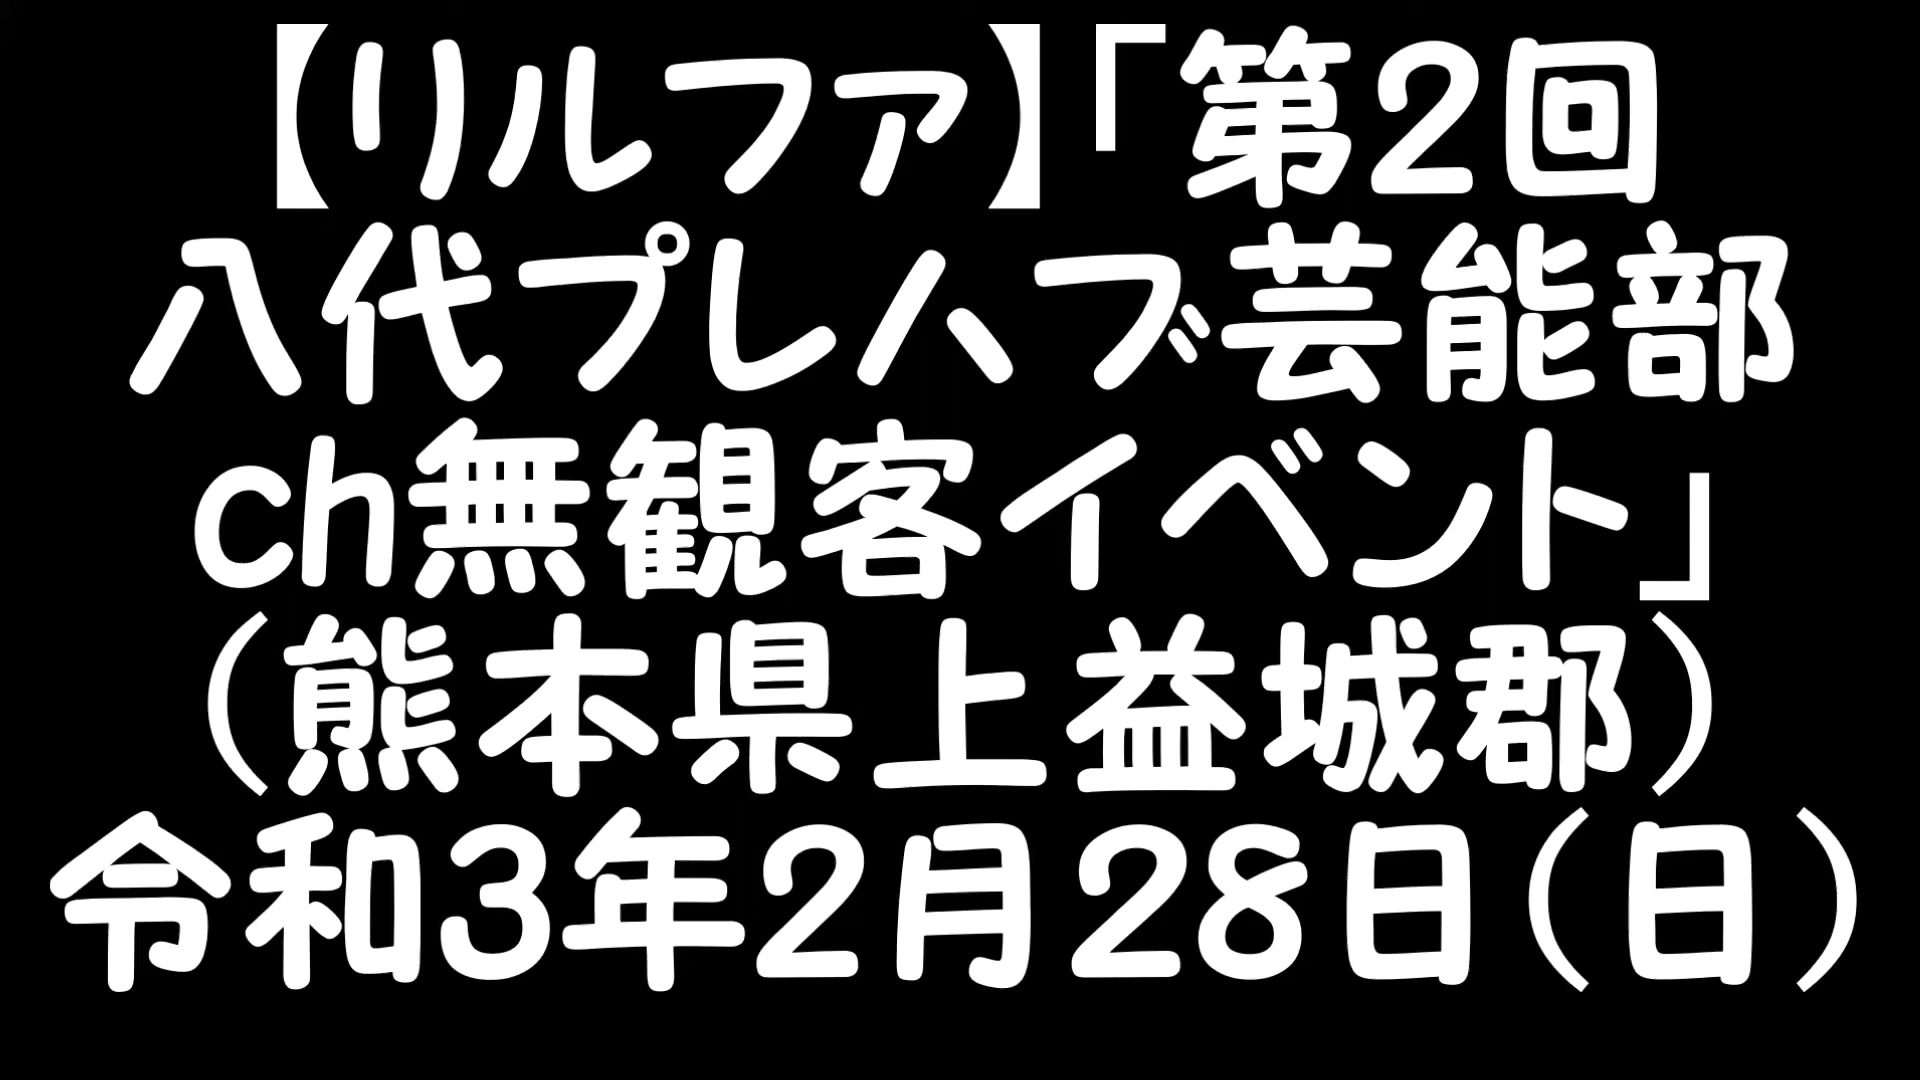 【リルファ】「第2回
八代プレハブ芸能部
ch無観客イベント」
（熊本県上益城郡）
令和3年2月28日（日）